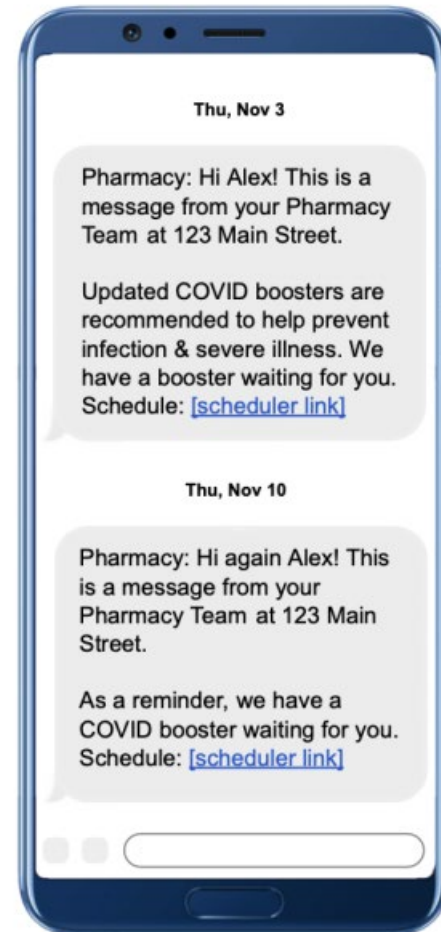 Thu, Nov 3
Pharmacy: Hi Alex! This is a
message from your Pharmacy
Team at 123 Main Street.
Updated COVID boosters are
recommended to help prevent
infection & severe illness. We
have a booster waiting for you.
Schedule: [scheduler link]
Thu, Nov 10
Pharmacy: Hi again Alex! This
is a message from your
Pharmacy Team at 123 Main
Street.
As a reminder, we have a
COVID booster waiting for you.
Schedule: [scheduler link]